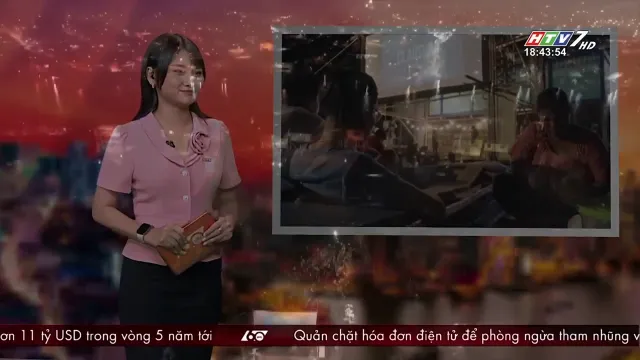 HTV7 HD
18:43:54
ơn 11 tỷ USD trong vòng 5 năm tới 60 Quản chặt hóa đơn điện tử để phòng ngừa tham nhũng v